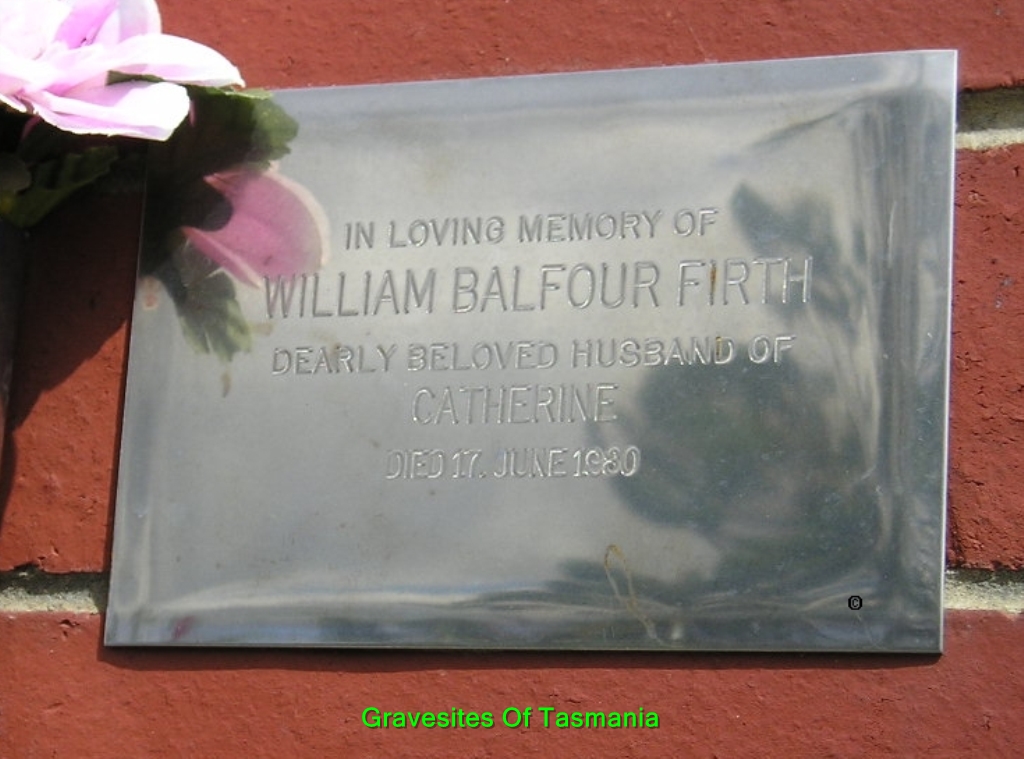 IN LOVING MEMORY OF
WILLIAM BALFOUR FIRTH
DEARLY BELOVED HUSBAND OF
CATHERINE
DIED 17. JUNE 1980
©
Gravesites Of Tasmania